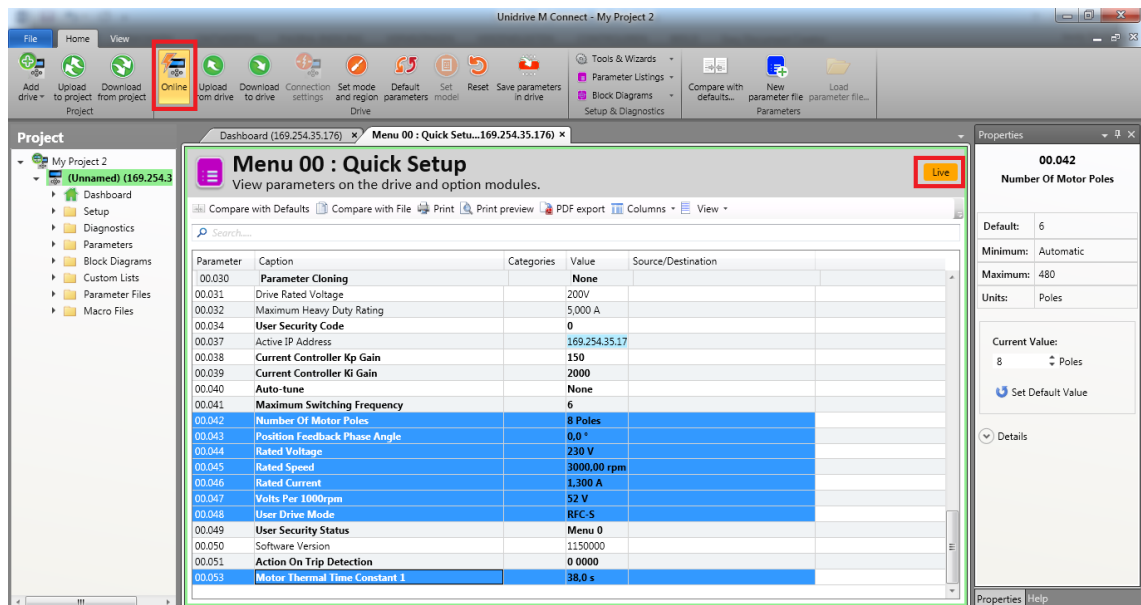 Unidrive M Connect - My Project 2
File Home View
Add drive Upload to project Download from project Online Upload from drive Download to drive Connection settings Set mode and region Default parameters Set model Reset Save parameters in drive Tools & Wizards Parameter Listings Block Diagrams Compare with defaults... New parameter file Load parameter file...
Project Drive Setup & Diagnostics Parameters
Project
My Project 2
(Unnamed) (169.254.3
Dashboard
Setup
Diagnostics
Parameters
Block Diagrams
Custom Lists
Parameter Files
Macro Files
Dashboard (169.254.35.176) × Menu 00 : Quick Setu...169.254.35.176) ×
Menu 00 : Quick Setup
View parameters on the drive and option modules.
Live
Compare with Defaults Compare with File Print Print preview PDF export Columns View
Search....
Parameter Caption Categories Value Source/Destination
00.030 Parameter Cloning None
00.031 Drive Rated Voltage 200V
00.032 Maximum Heavy Duty Rating 5,000 A
00.034 User Security Code 0
00.037 Active IP Address 169.254.35.17
00.038 Current Controller Kp Gain 150
00.039 Current Controller Ki Gain 2000
00.040 Auto-tune None
00.041 Maximum Switching Frequency 6
00.042 Number Of Motor Poles 8 Poles
00.043 Position Feedback Phase Angle 0,0 °
00.044 Rated Voltage 230 V
00.045 Rated Speed 3000,00 rpm
00.046 Rated Current 1,300 A
00.047 Volts Per 1000rpm 52 V
00.048 User Drive Mode RFC-S
00.049 User Security Status Menu 0
00.050 Software Version 1150000
00.051 Action On Trip Detection 0 0000
00.053 Motor Thermal Time Constant 1 38,0 s
Properties
00.042
Number Of Motor Poles
Default: 6
Minimum: Automatic
Maximum: 480
Units: Poles
Current Value:
8 Poles
Set Default Value
Details
Properties Help